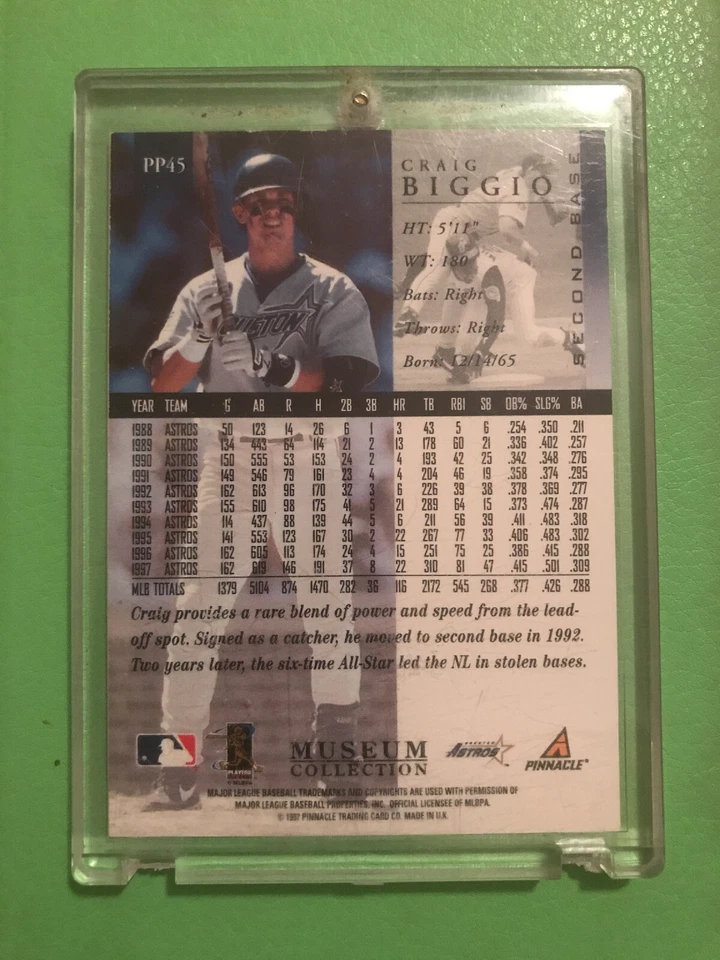 PP45
CRAIG
BIGGIO
HT: 5'11"
WT: 180
Bats: Right
Throws: Right
Born: 12/14/65
SECOND BASE
HOUSTON
YEAR TEAM G AB R H 2B 3B HR TB RBI SB OB% SLG% BA
1988 ASTROS 50 123 14 26 6 1 3 43 5 6 .254 .350 .211
1989 ASTROS 134 443 64 114 21 2 13 178 60 21 .336 .402 .257
1990 ASTROS 150 555 53 153 24 2 4 193 42 25 .342 .348 .276
1991 ASTROS 149 546 79 161 23 4 4 204 46 19 .358 .374 .295
1992 ASTROS 162 613 96 170 32 3 6 226 39 38 .378 .369 .277
1993 ASTROS 155 610 98 175 41 5 21 289 64 15 .373 .474 .287
1994 ASTROS 114 437 88 139 44 5 6 211 56 39 .411 .483 .318
1995 ASTROS 141 553 123 167 30 2 22 267 77 33 .406 .483 .302
1996 ASTROS 162 605 113 174 24 4 15 251 75 25 .386 .415 .288
1997 ASTROS 162 619 146 191 37 8 22 310 81 47 .415 .501 .309
MLB TOTALS 1379 5104 874 1470 282 36 116 2172 545 268 .377 .426 .288
Craig provides a rare blend of power and speed from the lead-
off spot. Signed as a catcher, he moved to second base in 1992.
Two years later, the six-time All-Star led the NL in stolen bases.
PLAYERS
MUSEUM
COLLECTION
HOUSTON
ASTROS
PINNACLE
MAJOR LEAGUE BASEBALL TRADEMARKS AND COPYRIGHTS ARE USED WITH PERMISSION OF
MAJOR LEAGUE BASEBALL PROPERTIES, INC. OFFICIAL LICENSEE OF MLBPA.
© 1997 PINNACLE TRADING CARD CO. MADE IN U.K.